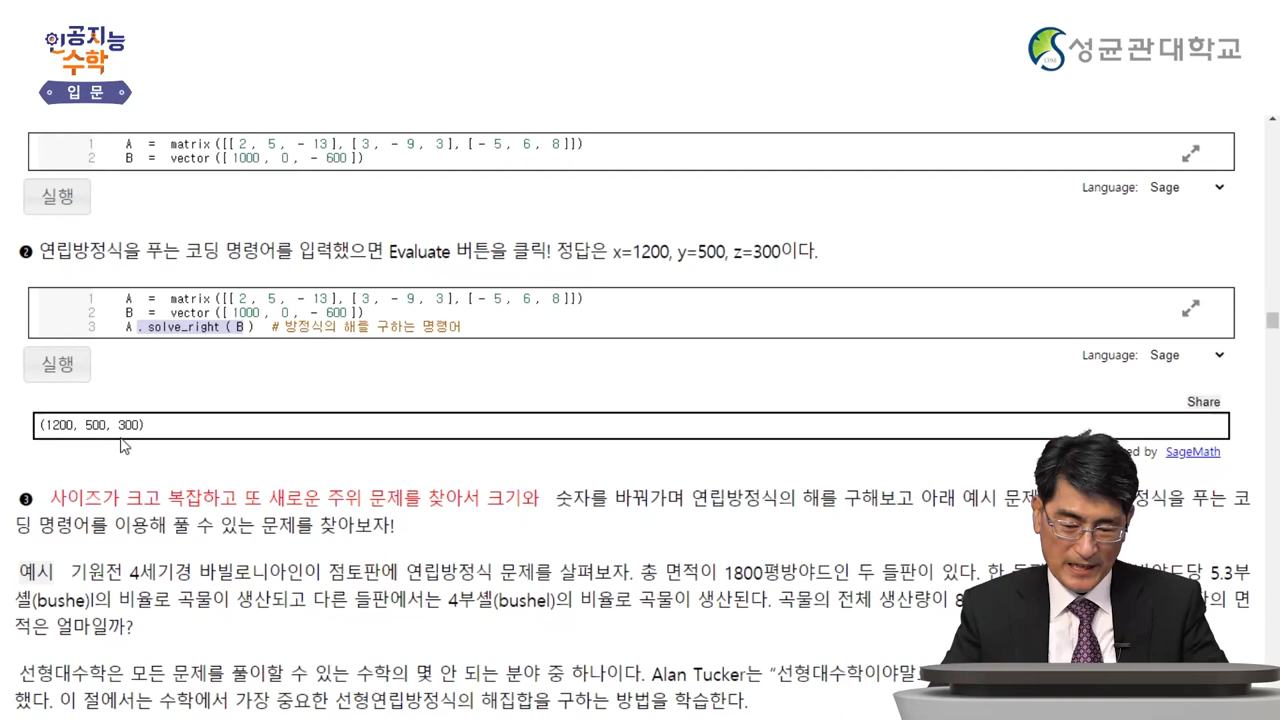 인공지능
수학
입문
성균관대학교
1 A = matrix([[2, 5, -13], [3, -9, 3], [-5, 6, 8]])
2 B = vector([1000, 0, -600])
실행
Language: Sage
❷ 연립방정식을 푸는 코딩 명령어를 입력했으면 Evaluate 버튼을 클릭! 정답은 x=1200, y=500, z=300이다.
1 A = matrix([[2, 5, -13], [3, -9, 3], [-5, 6, 8]])
2 B = vector([1000, 0, -600])
3 A.solve_right(B) # 방정식의 해를 구하는 명령어
실행
Language: Sage
Share
(1200, 500, 300)
by SageMath
❸ 사이즈가 크고 복잡하고 또 새로운 주위 문제를 찾아서 크기와 숫자를 바꿔가며 연립방정식의 해를 구해보고 아래 예시 문제 정식을 푸는 코
딩 명령어를 이용해 풀 수 있는 문제를 찾아보자!
예시 기원전 4세기경 바빌로니아인이 점토판에 연립방정식 문제를 살펴보자. 총 면적이 1800평방야드인 두 들판이 있다. 한 당 5.3부
셸(bushe)l의 비율로 곡물이 생산되고 다른 들판에서는 4부셸(bushel)의 비율로 곡물이 생산된다. 곡물의 전체 생산량이 의 면
적은 얼마일까?
선형대수학은 모든 문제를 풀이할 수 있는 수학의 몇 안 되는 분야 중 하나이다. Alan Tucker는 “선형대수학이야말
했다. 이 절에서는 수학에서 가장 중요한 선형연립방정식의 해집합을 구하는 방법을 학습한다.